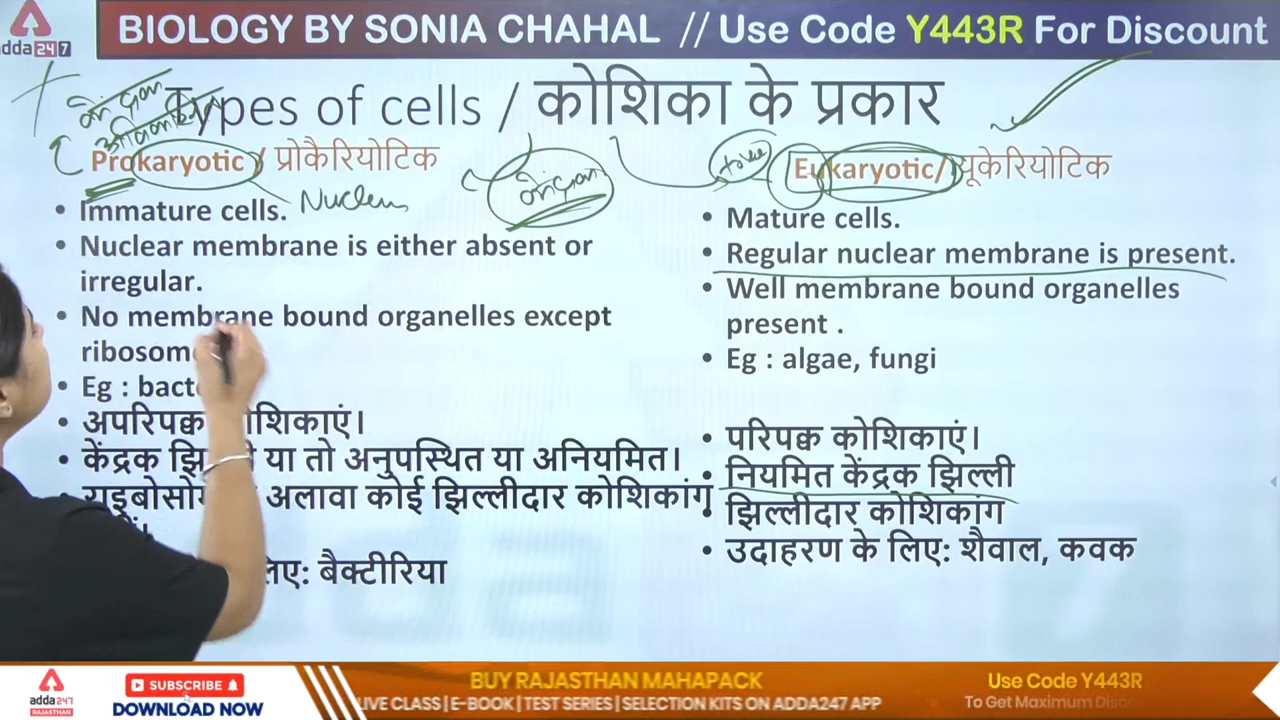 BIOLOGY BY SONIA CHAHAL // Use Code Y443R For Discount
adda247
Types of cells / कोशिका के प्रकार
Prokaryotic / प्रोकैरियोटिक
Nucleus
• Immature cells.
• Nuclear membrane is either absent or
irregular.
• No membrane bound organelles except
• Eg :
• कोशिकाएं।
• केंद्रक या तो अनुपस्थित या अनियमित।
• अलावा कोई झिल्लीदार कोशिकांग
बैक्टीरिया
true
Eukaryotic/ यूकेरियोटिक
• Mature cells.
• Regular nuclear membrane is present.
• Well membrane bound organelles
present .
• Eg : algae, fungi
• परिपक्व कोशिकाएं।
• नियमित केंद्रक झिल्ली
• झिल्लीदार कोशिकांग
• उदाहरण के लिए: शैवाल, कवक
adda247
RAJASTHAN
SUBSCRIBE
DOWNLOAD NOW
BUY RAJASTHAN MAHAPACK
LIVE CLASS | E-BOOK | TEST SERIES | SELECTION KITS ON ADDA247 APP
Use Code Y443R
To Get Maximum